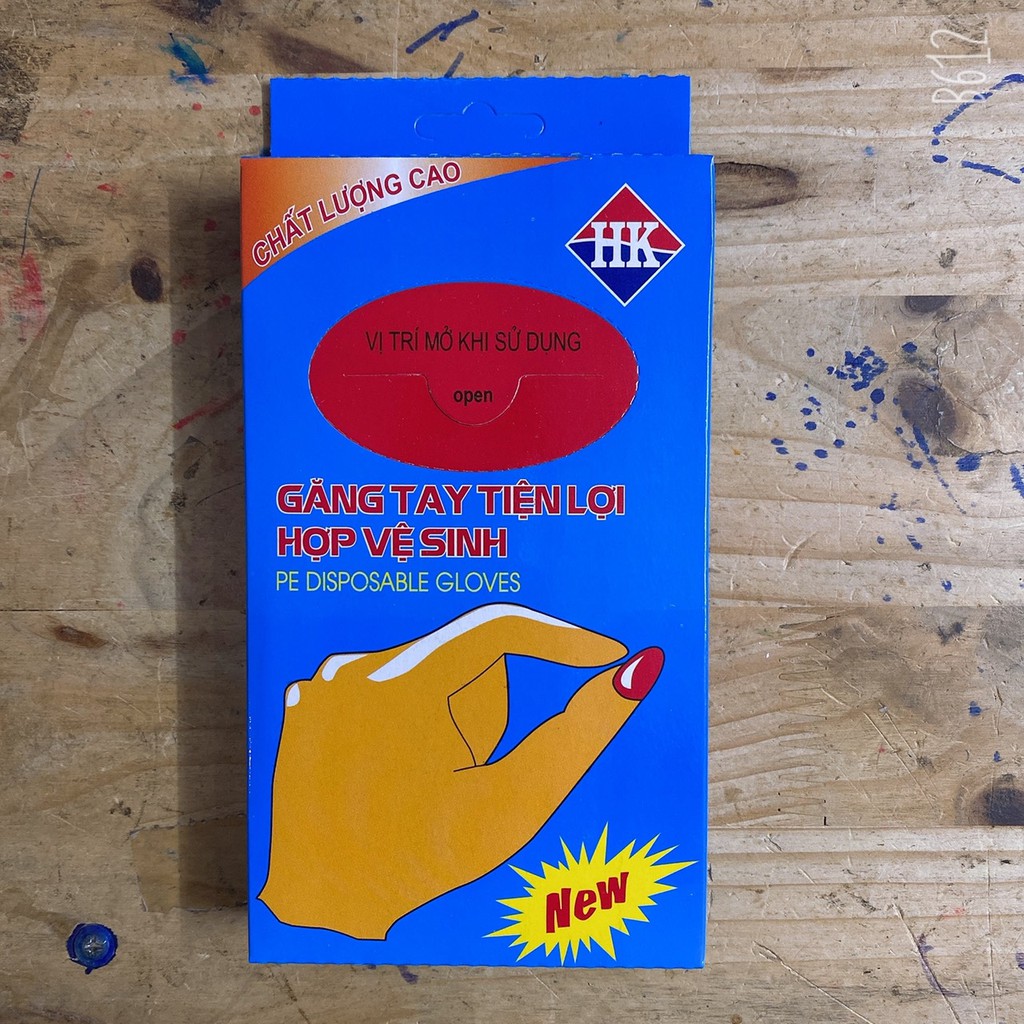 B612
CHẤT LƯỢNG CAO
HK
VỊ TRÍ MỞ KHI SỬ DỤNG
open
GĂNG TAY TIỆN LỢI
HỢP VỆ SINH
PE DISPOSABLE GLOVES
New